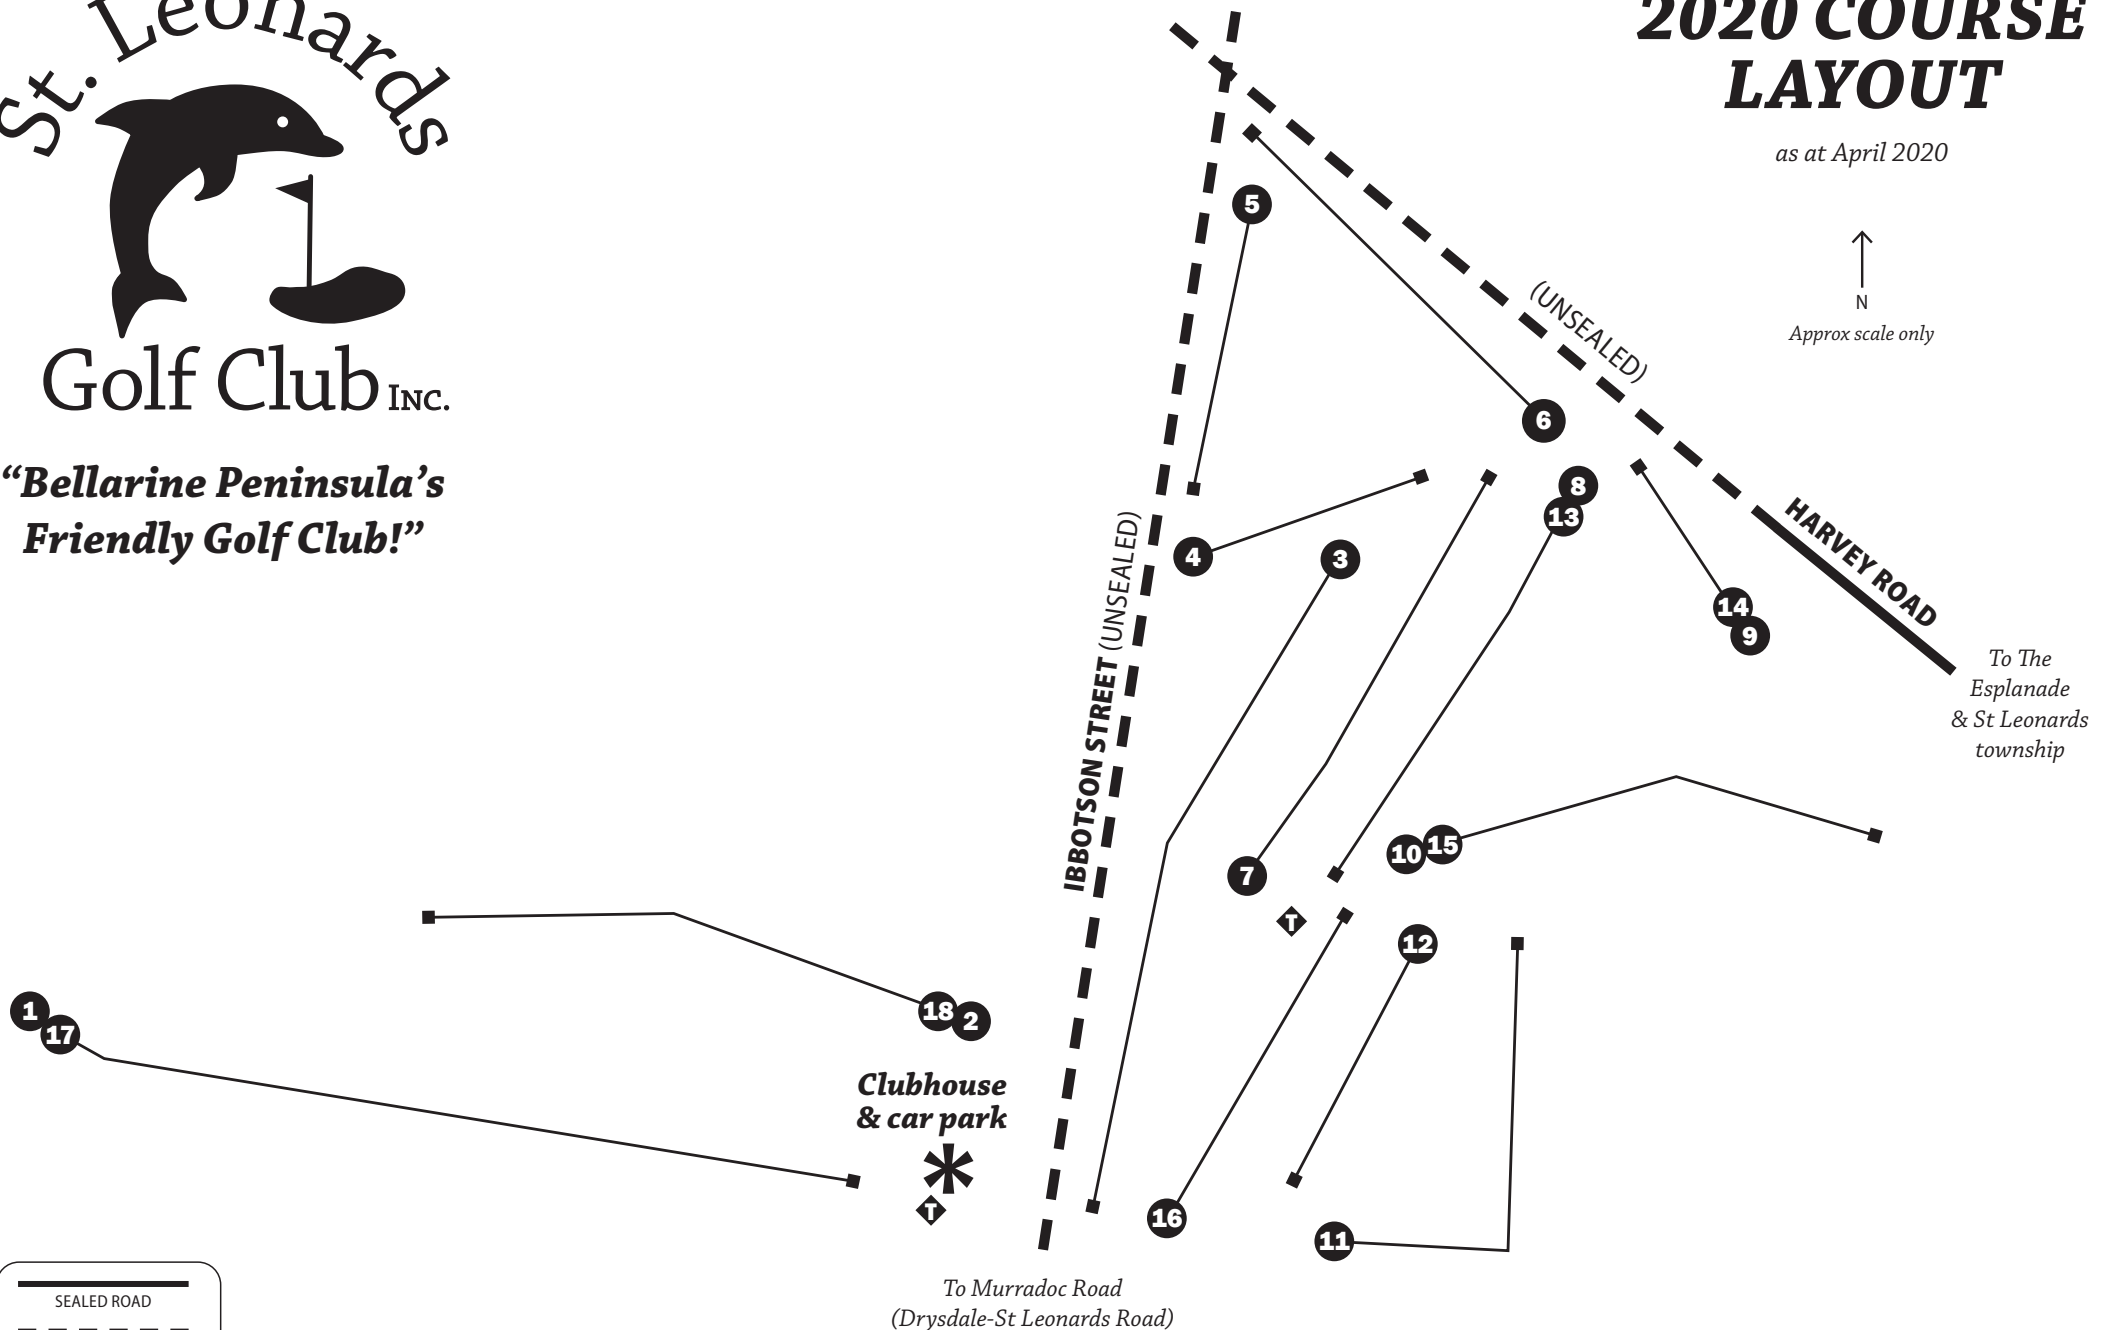 St. Leonards
Golf Club INC.
“Bellarine Peninsula’s
Friendly Golf Club!”
2020 COURSE
LAYOUT
as at April 2020
N
Approx scale only
(UNSEALED)
HARVEY ROAD
To The
Esplanade
& St Leonards
township
IBBOTSON STREET (UNSEALED)
5
6
8
13
4
3
14
9
10
15
7
T
12
1
17
18
2
Clubhouse
& car park
*
T
16
11
To Murradoc Road
(Drysdale-St Leonards Road)
SEALED ROAD